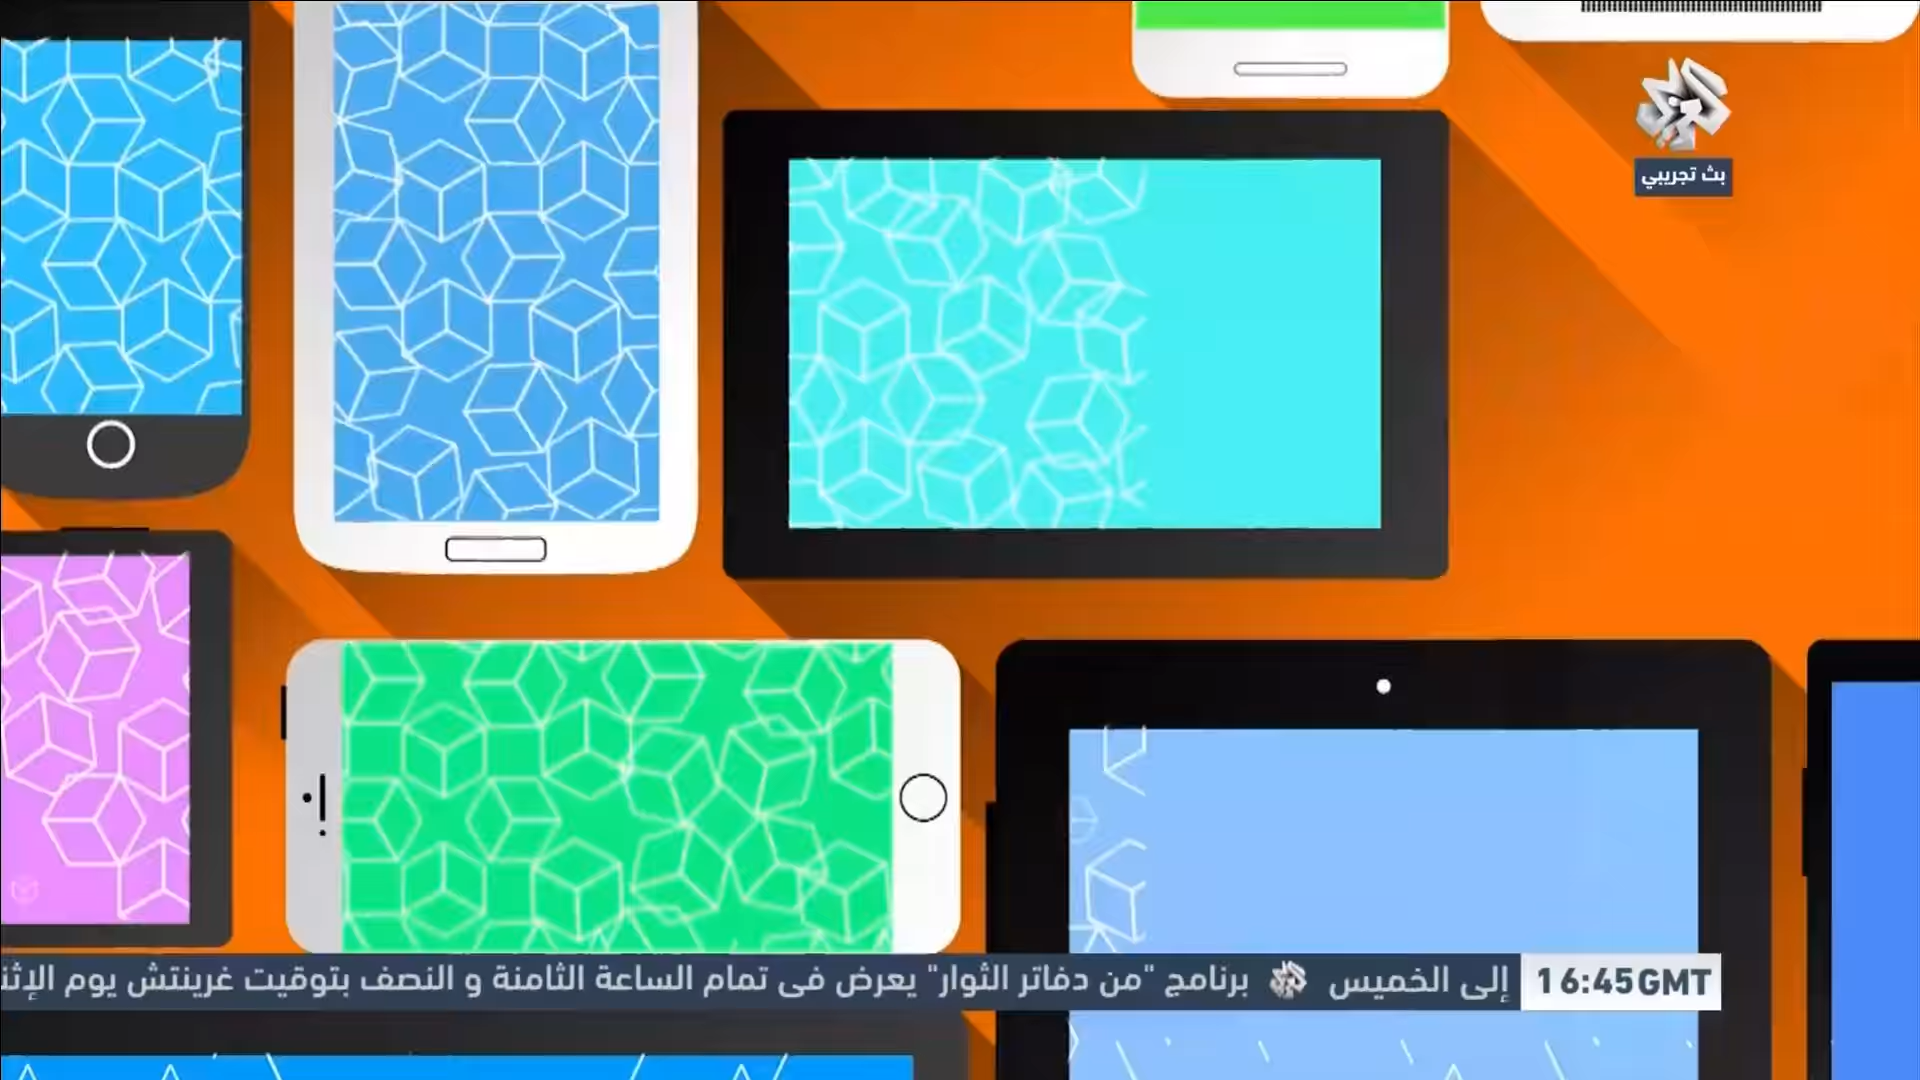 بث تجريبي
16:45GMT
إلى الخميس برنامج "من دفاتر الثوار" يعرض فى تمام الساعة الثامنة و النصف بتوقيت غرينتش يوم